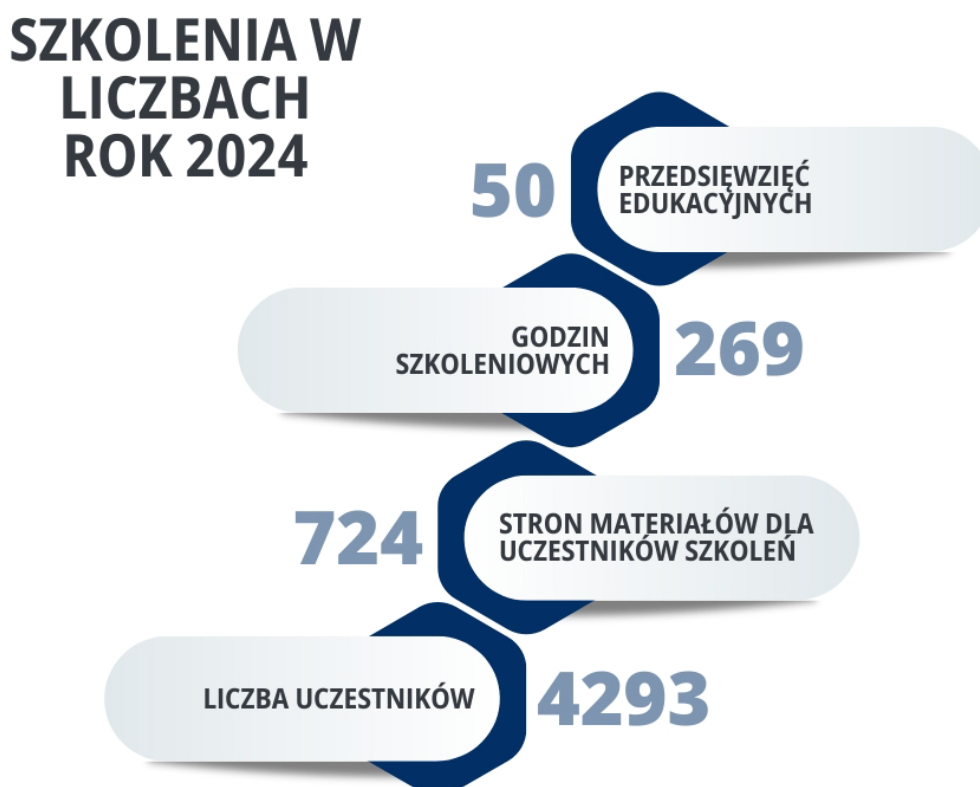 SZKOLENIA W
LICZBACH
ROK 2024
50
PRZEDSIĘWZIĘĆ
EDUKACYJNYCH
GODZIN
SZKOLENIOWYCH
269
724
STRON MATERIAŁÓW DLA
UCZESTNIKÓW SZKOLEŃ
LICZBA UCZESTNIKÓW
4293